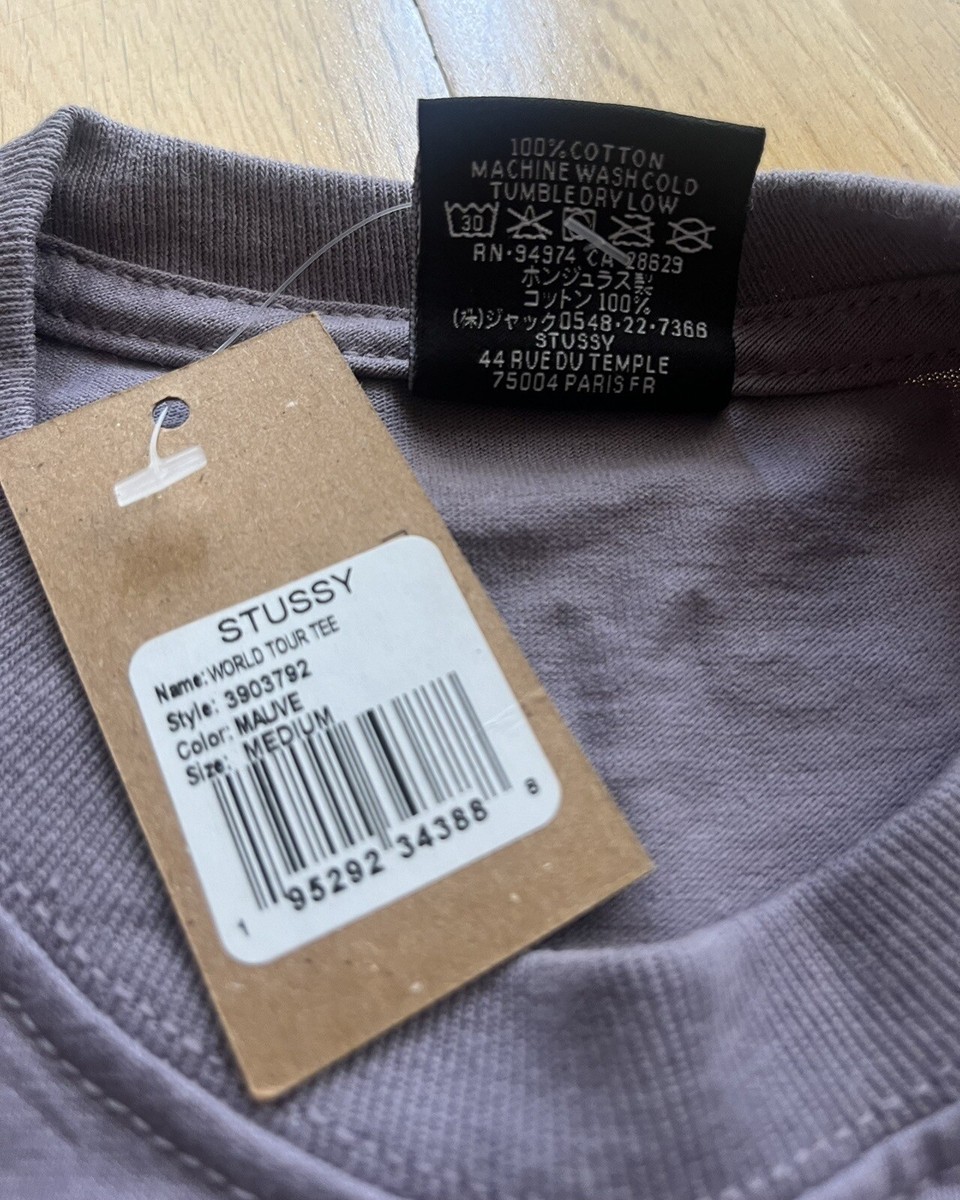 100% COTTON
MACHINE WASH COLD
TUMBLE DRY LOW
30
RN·94974 CA 28629
ホンジュラス製
コットン 100%
(株)ジャック0548·22·7366
STUSSY
44 RUE DU TEMPLE
75004 PARIS FR
STUSSY
Name: WORLD TOUR TEE
Style: 3903792
Color: MAUVE
Size: MEDIUM
1 95292 34388 8